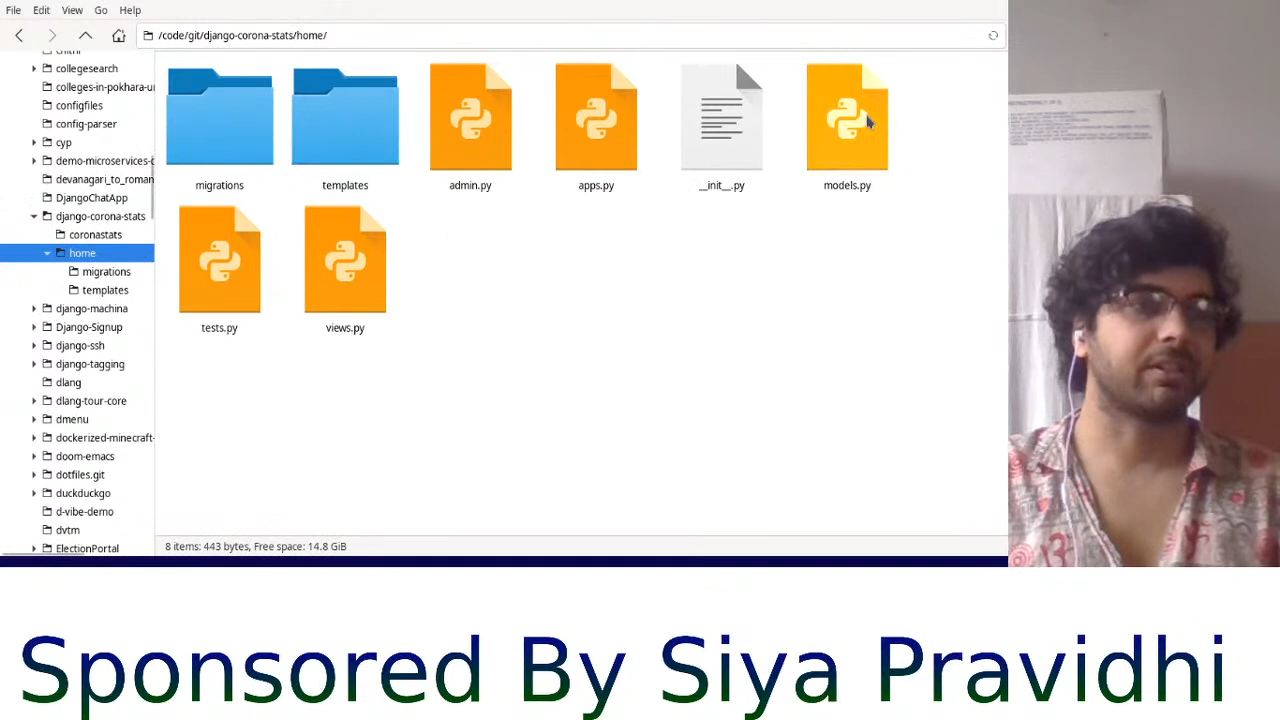 File Edit View Go Help
/code/git/django-corona-stats/home/
collegesearch
colleges-in-pokhara-u
configfiles
config-parser
cyp
demo-microservices-
devanagari_to_roman
DjangoChatApp
django-corona-stats
coronastats
home
migrations
templates
django-machina
Django-Signup
django-ssh
django-tagging
dlang
dlang-tour-core
dmenu
dockerized-minecraft-
doom-emacs
dotfiles.git
duckduckgo
d-vibe-demo
dvtm
ElectionPortal
migrations
templates
admin.py
apps.py
__init__.py
models.py
tests.py
views.py
8 items: 443 bytes, Free space: 14.8 GiB
Sponsored By Siya Pravidhi